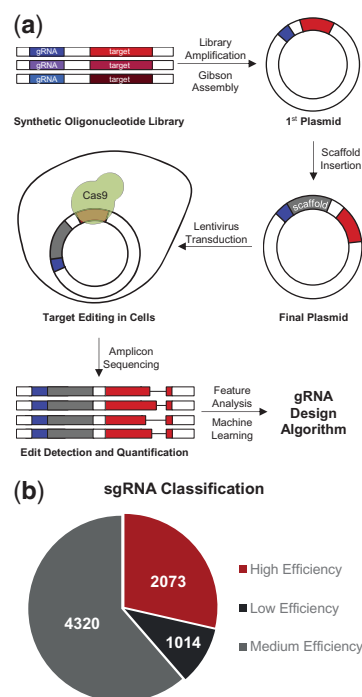 (a)
gRNA target
gRNA target
gRNA target
Synthetic Oligonucleotide Library
Library
Amplification
Gibson
Assembly
1st Plasmid
Scaffold
Insertion
scaffold
Final Plasmid
Lentivirus
Transduction
Cas9
Target Editing in Cells
Amplicon
Sequencing
Edit Detection and Quantification
Feature
Analysis
Machine
Learning
gRNA
Design
Algorithm
(b)
sgRNA Classification
2073
1014
4320
High Efficiency
Low Efficiency
Medium Efficiency